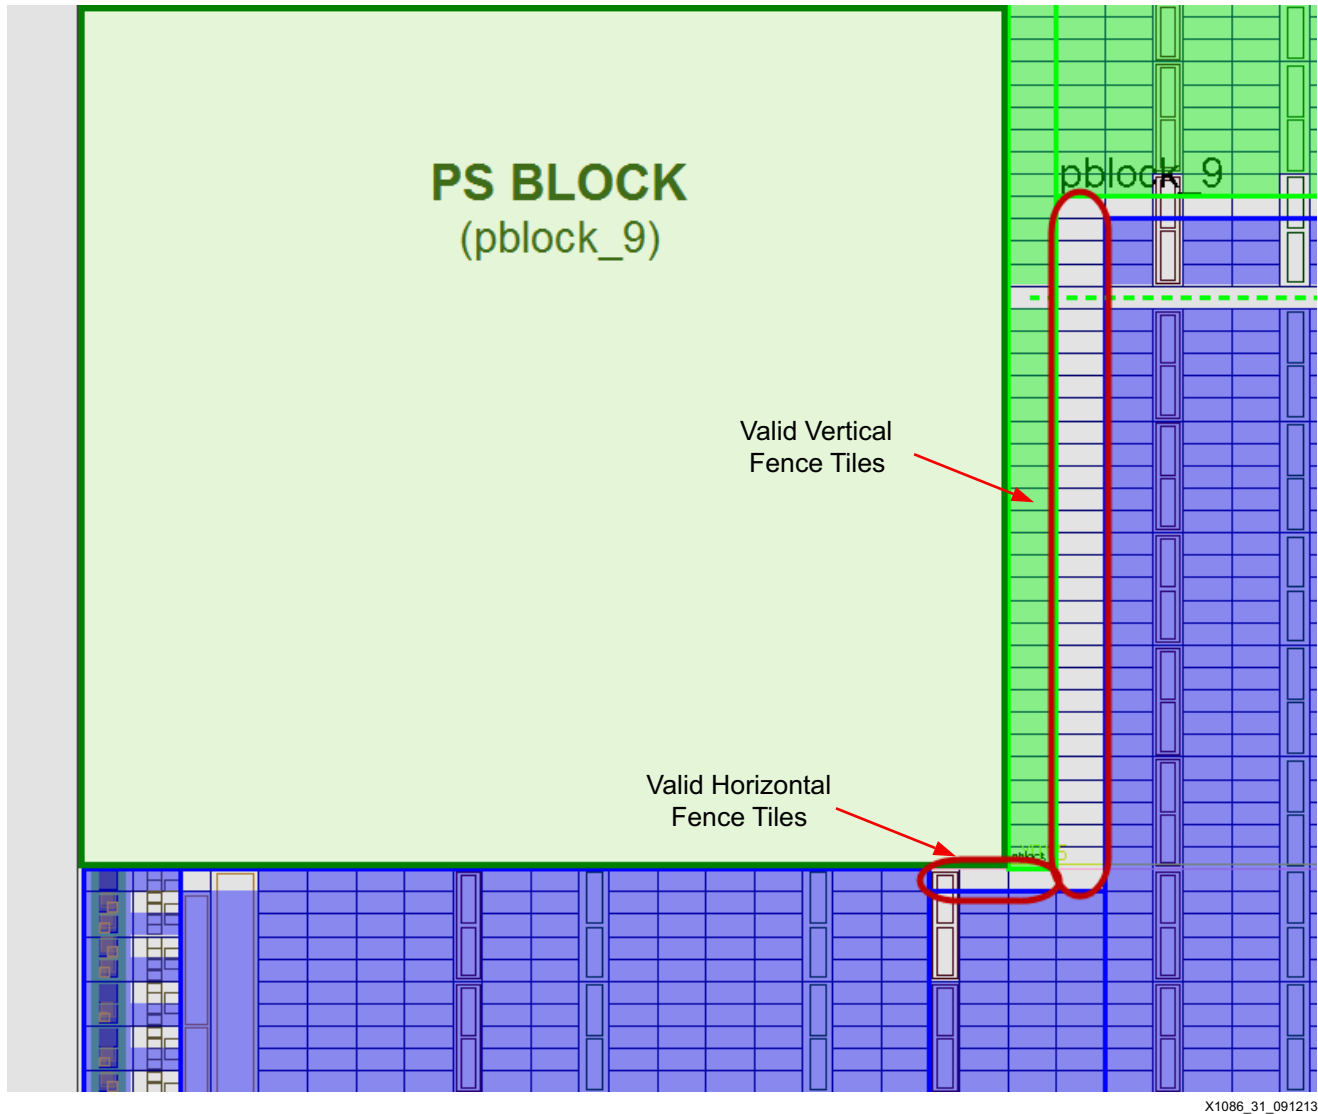 PS BLOCK
(pblock_9)
pblock_9
Valid Vertical
Fence Tiles
Valid Horizontal
Fence Tiles
X1086_31_091213